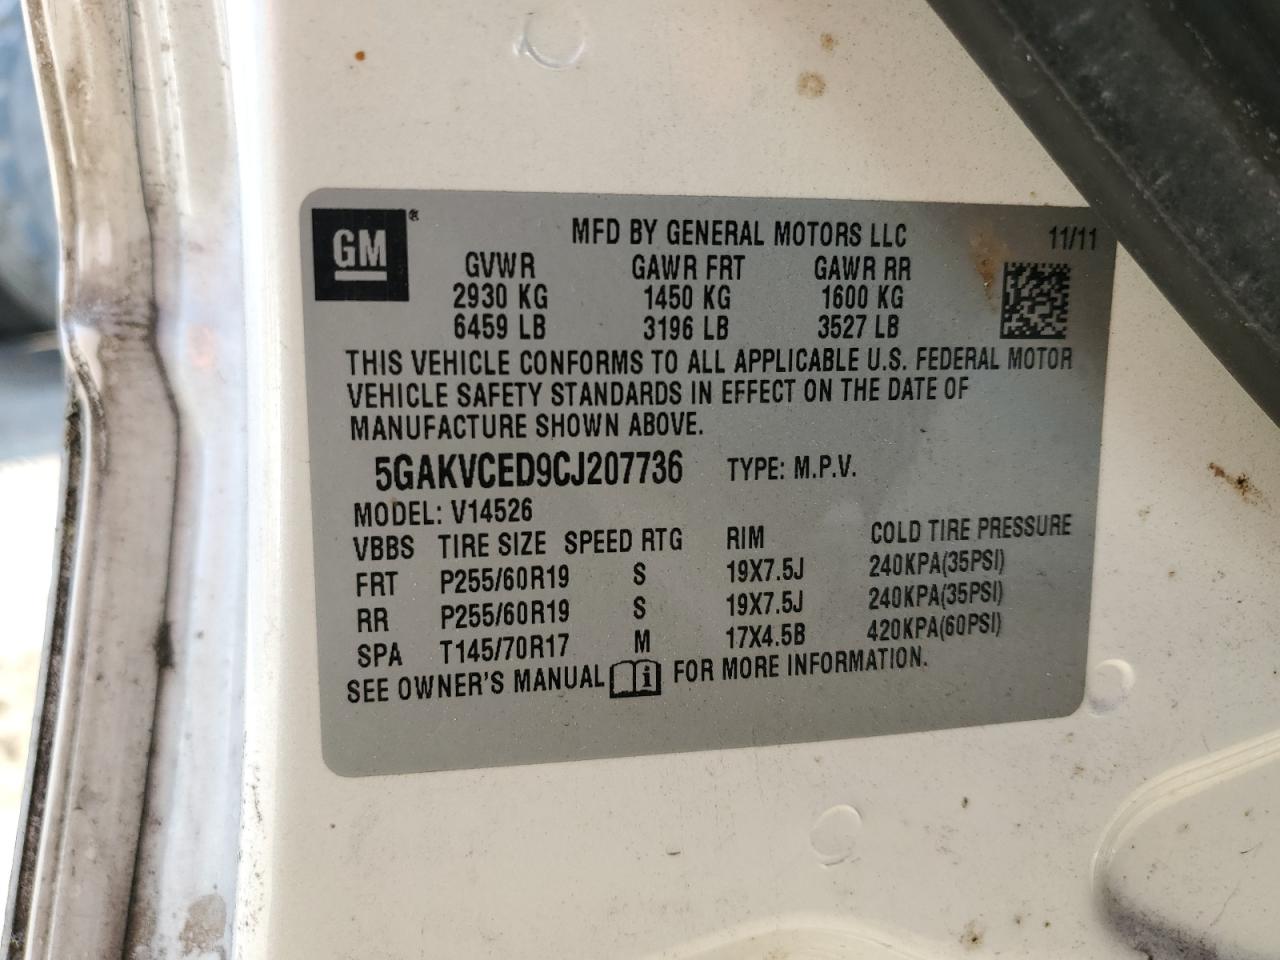 GM®
MFD BY GENERAL MOTORS LLC 11/11
GVWR GAWR FRT GAWR RR
2930 KG 1450 KG 1600 KG
6459 LB 3196 LB 3527 LB
THIS VEHICLE CONFORMS TO ALL APPLICABLE U.S. FEDERAL MOTOR
VEHICLE SAFETY STANDARDS IN EFFECT ON THE DATE OF
MANUFACTURE SHOWN ABOVE.
5GAKVCED9CJ207736 TYPE: M.P.V.
MODEL: V14526
VBBS TIRE SIZE SPEED RTG RIM COLD TIRE PRESSURE
FRT P255/60R19 S 19X7.5J 240KPA(35PSI)
RR P255/60R19 S 19X7.5J 240KPA(35PSI)
SPA T145/70R17 M 17X4.5B 420KPA(60PSI)
SEE OWNER'S MANUAL i FOR MORE INFORMATION.